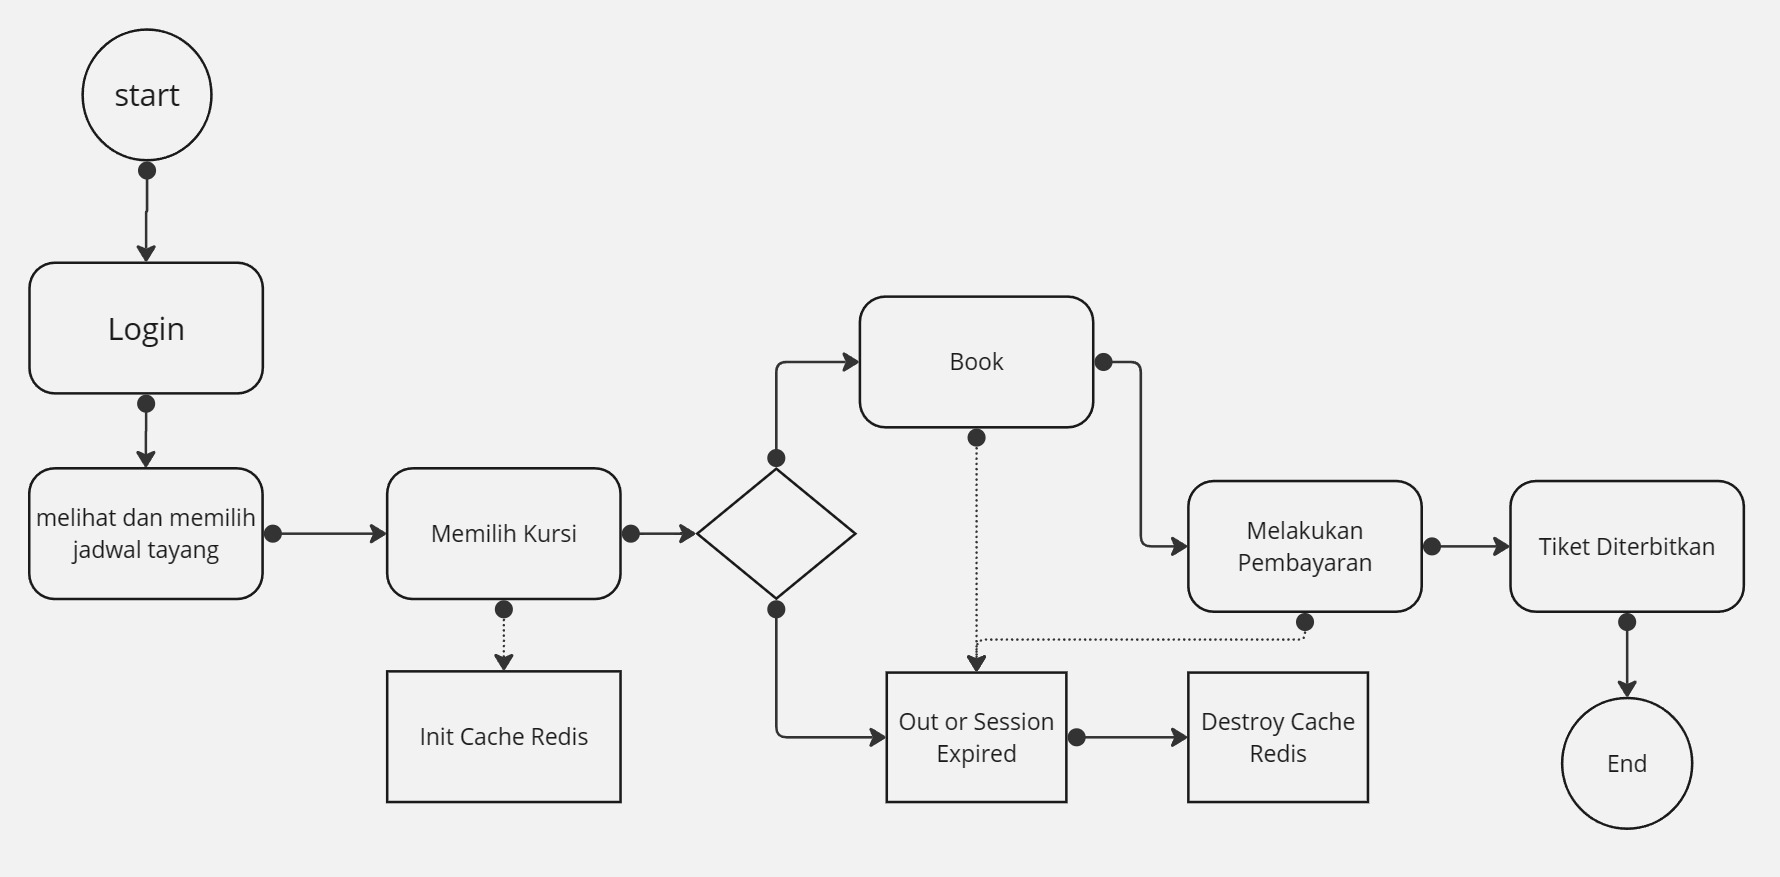 start
Login
melihat dan memilih
jadwal tayang
Memilih Kursi
Init Cache Redis
Book
Out or Session
Expired
Melakukan
Pembayaran
Destroy Cache
Redis
Tiket Diterbitkan
End